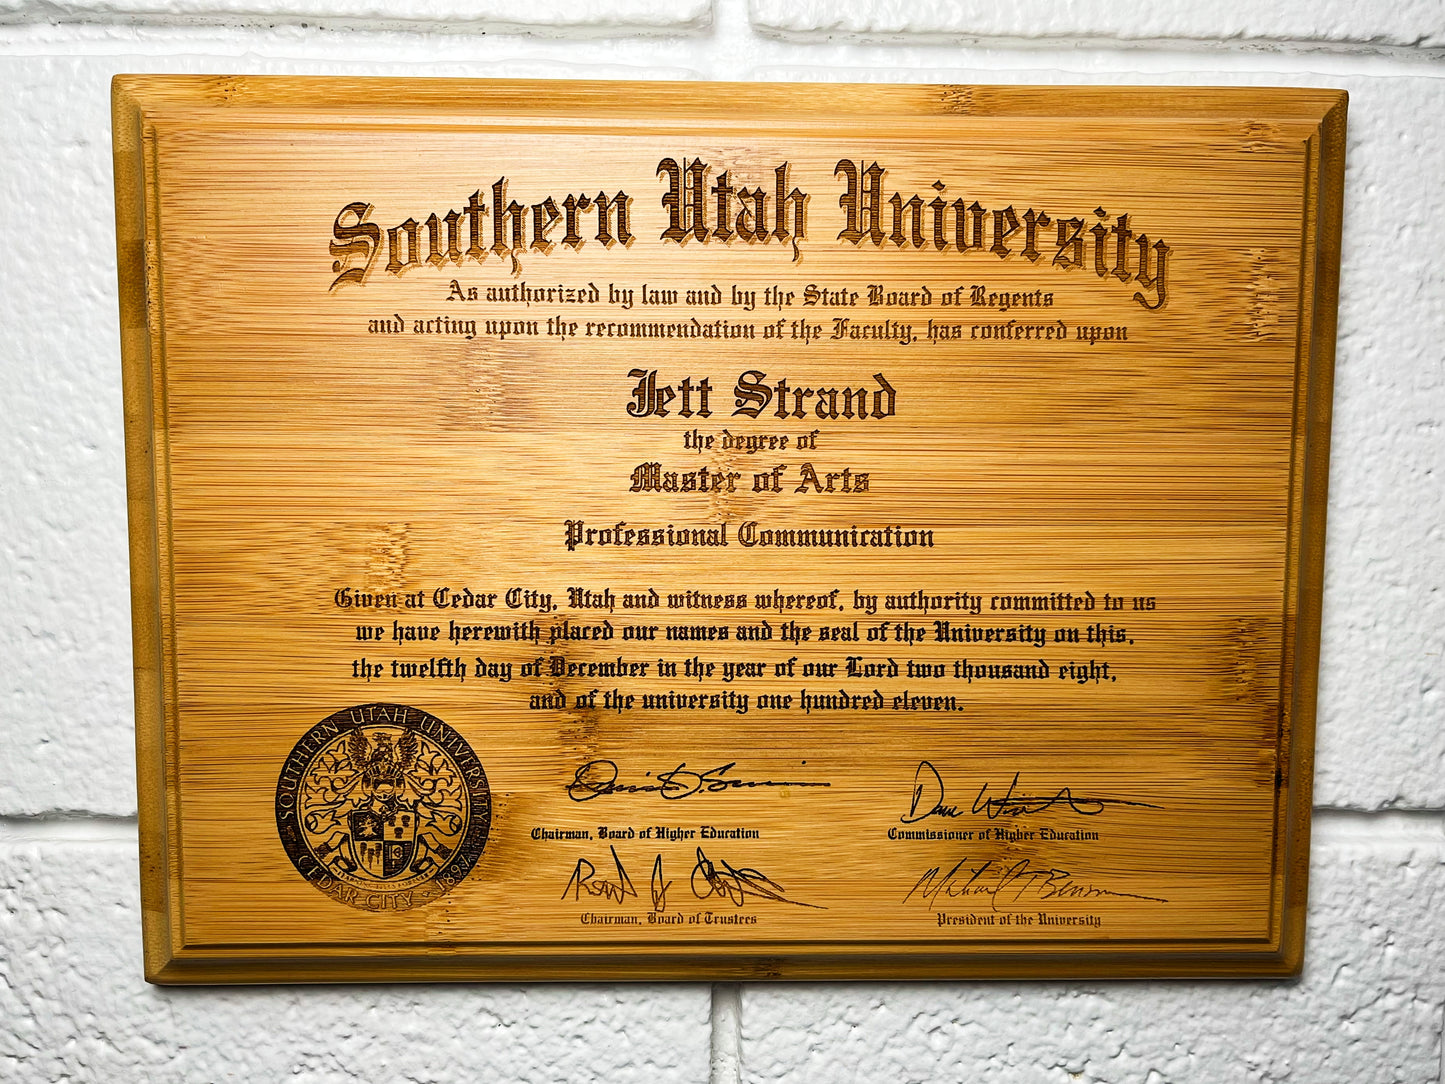 Southern Utah University
As authorized by law and by the State Board of Regents
and acting upon the recommendation of the Faculty, has conferred upon
Jett Strand
the degree of
Master of Arts
Professional Communication
Given at Cedar City, Utah and witness whereof, by authority committed to us
we have herewith placed our names and the seal of the University on this,
the twelfth day of December in the year of our Lord two thousand eight,
and of the university one hundred eleven.
SOUTHERN UTAH UNIVERSITY
CEDAR CITY · 1897
Chairman, Board of Higher Education
Commissioner of Higher Education
Michael T Benson
Chairman, Board of Trustees
President of the University